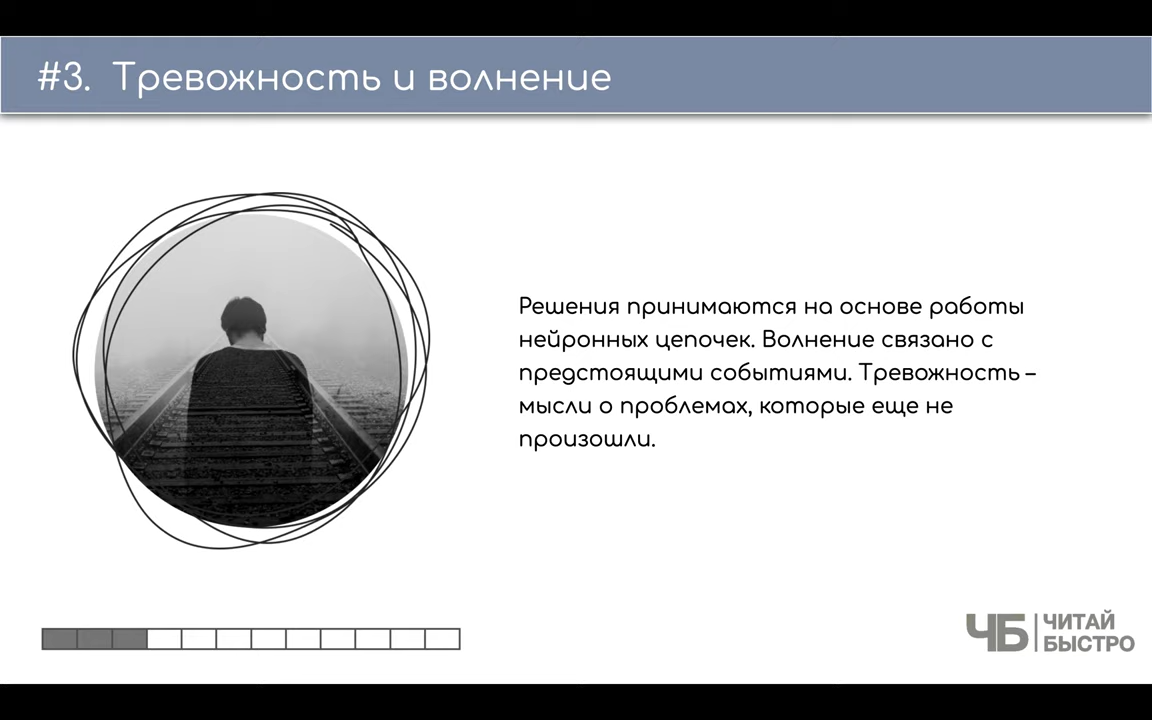 #3. Тревожность и волнение
Решения принимаются на основе работы
нейронных цепочек. Волнение связано с
предстоящими событиями. Тревожность –
мысли о проблемах, которые еще не
произошли.
ЧБ
ЧИТАЙ
БЫСТРО